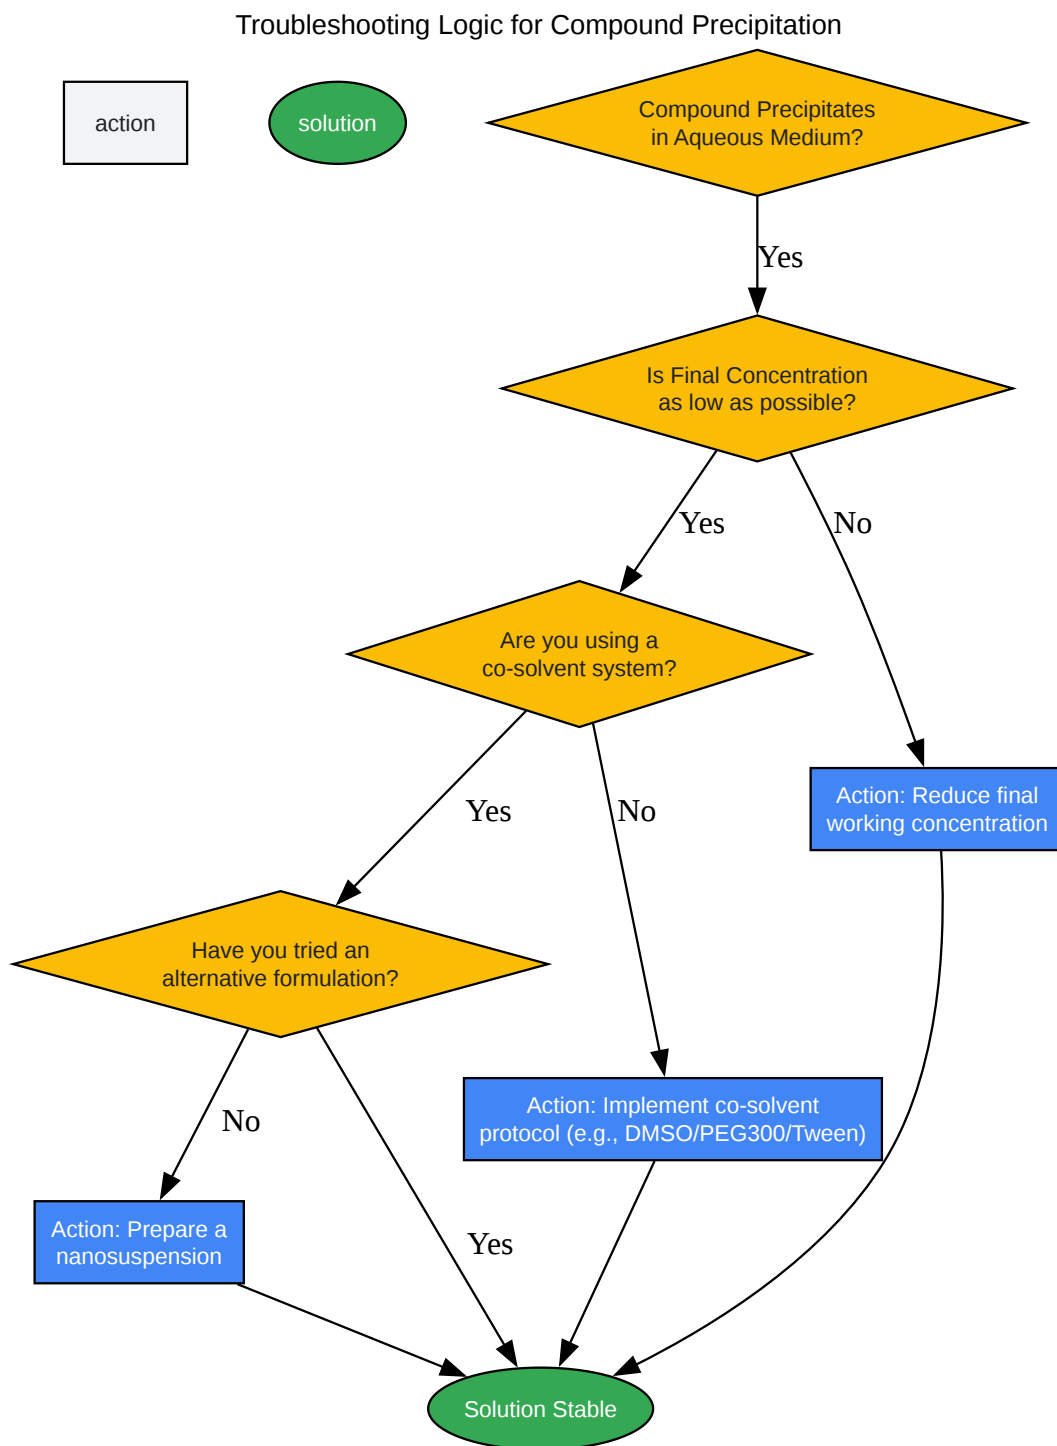 Troubleshooting Logic for Compound Precipitation
action
solution
Compound Precipitates
in Aqueous Medium?
Yes
Is Final Concentration
as low as possible?
Yes
No
Are you using a
co-solvent system?
Action: Reduce final
working concentration
Yes
No
Have you tried an
alternative formulation?
Action: Implement co-solvent
protocol (e.g., DMSO/PEG300/Tween)
No
Action: Prepare a
nanosuspension
Yes
Solution Stable